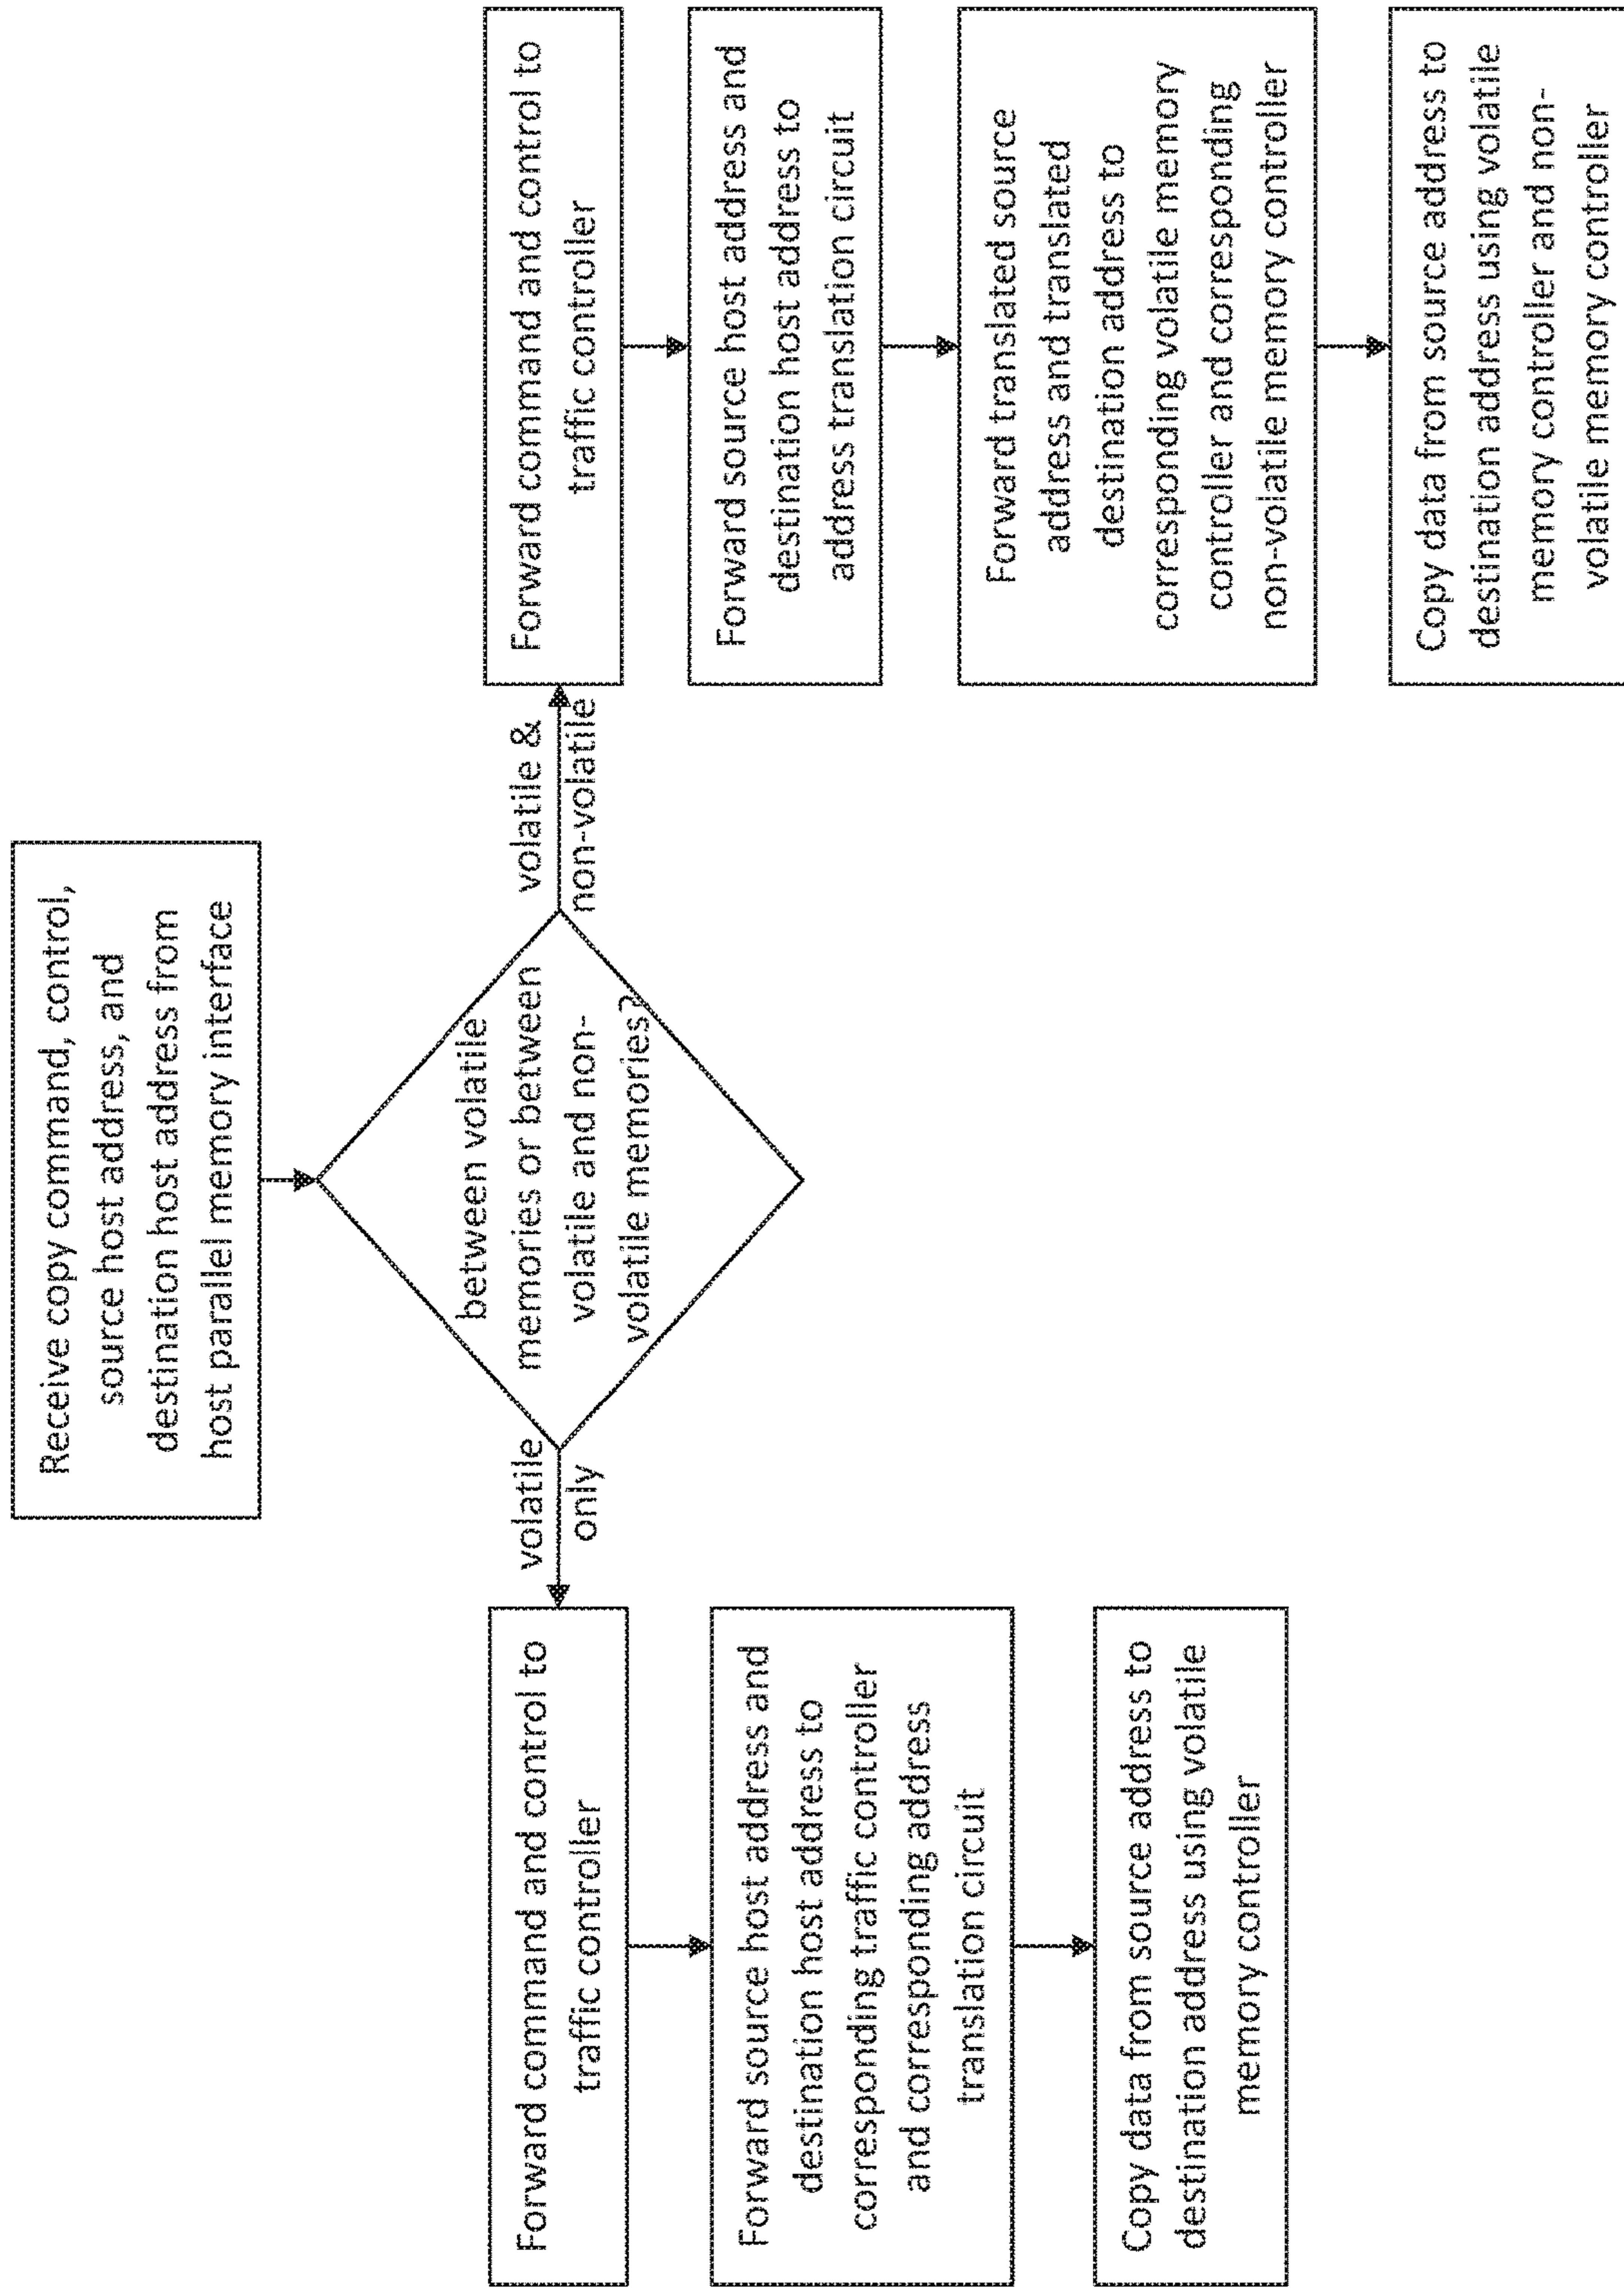 Receive copy command, control,
source host address, and
destination host address from
host parallel memory interface
between volatile
memories or between
volatile and non-
volatile memories?
volatile
only
volatile &
non-volatile
Forward command and control to
traffic controller
Forward source host address and
destination host address to
corresponding traffic controller
and corresponding address
translation circuit
Copy data from source address to
destination address using volatile
memory controller
Forward command and control to
traffic controller
Forward source host address and
destination host address to
address translation circuit
Forward translated source
address and translated
destination address to
corresponding volatile memory
controller and corresponding
non-volatile memory controller
Copy data from source address to
destination address using volatile
memory controller and non-
volatile memory controller